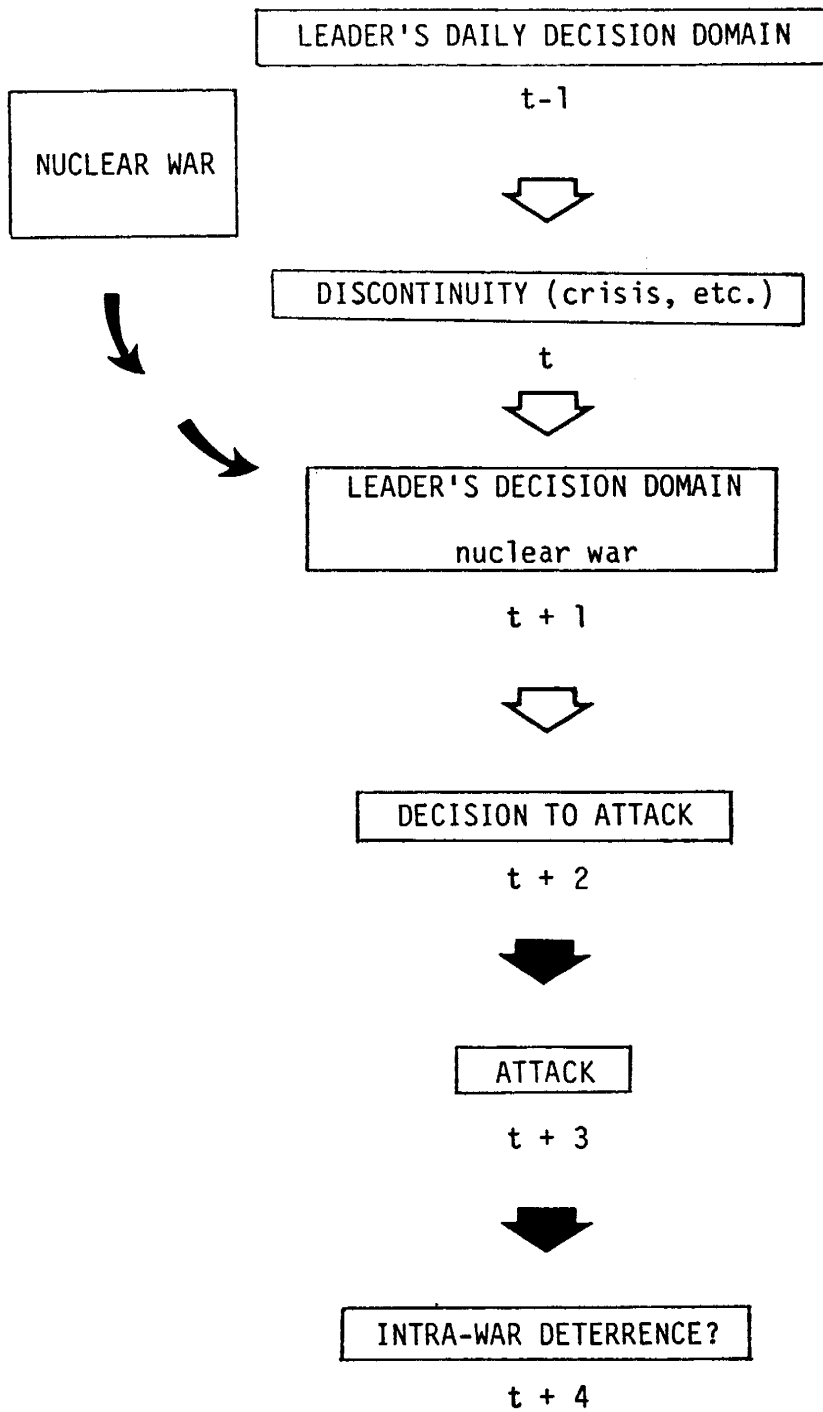 LEADER'S DAILY DECISION DOMAIN
t-1
NUCLEAR WAR
DISCONTINUITY (crisis, etc.)
t
LEADER'S DECISION DOMAIN
nuclear war
t + 1
DECISION TO ATTACK
t + 2
ATTACK
t + 3
INTRA-WAR DETERRENCE?
t + 4